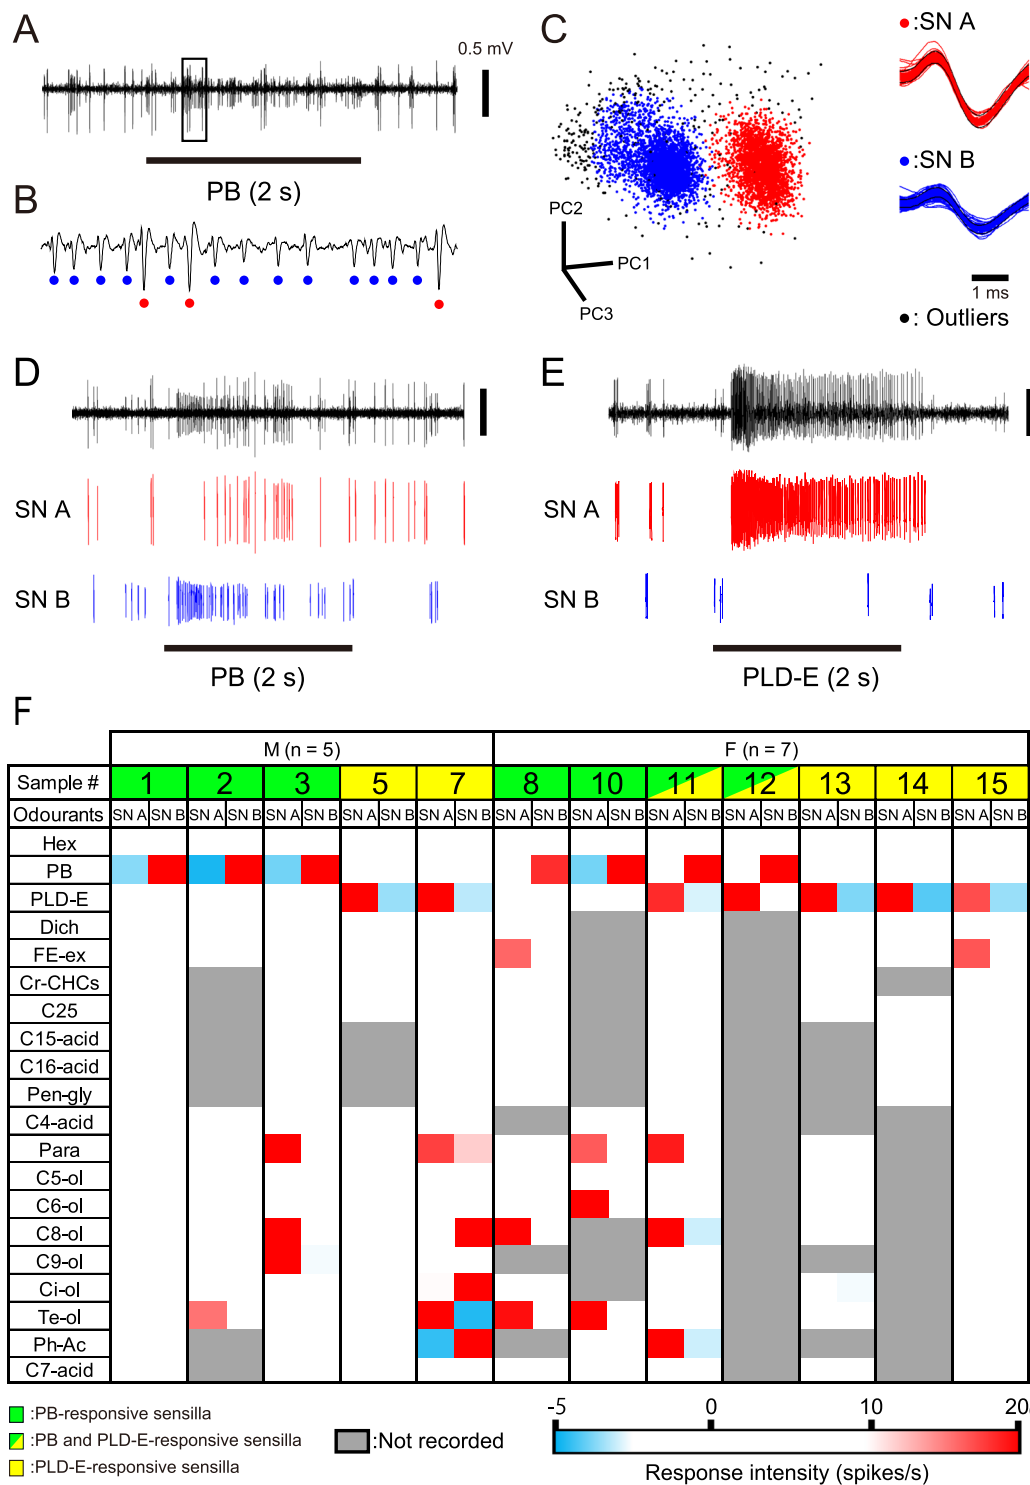 A
0.5 mV
PB (2 s)
B
C
PC2
PC1
PC3
:SN A
:SN B
1 ms
: Outliers
D
SN A
SN B
PB (2 s)
E
SN A
SN B
PLD-E (2 s)
F
M (n = 5) F (n = 7)
Sample # 1 2 3 5 7 8 10 11 12 13 14 15
Odourants SN A SN B SN A SN B SN A SN B SN A SN B SN A SN B SN A SN B SN A SN B SN A SN B SN A SN B SN A SN B SN A SN B SN A SN B
Hex
PB
PLD-E
Dich
FE-ex
Cr-CHCs
C25
C15-acid
C16-acid
Pen-gly
C4-acid
Para
C5-ol
C6-ol
C8-ol
C9-ol
Ci-ol
Te-ol
Ph-Ac
C7-acid
:PB-responsive sensilla
:PB and PLD-E-responsive sensilla
:PLD-E-responsive sensilla
:Not recorded
-5 0 10 20
Response intensity (spikes/s)